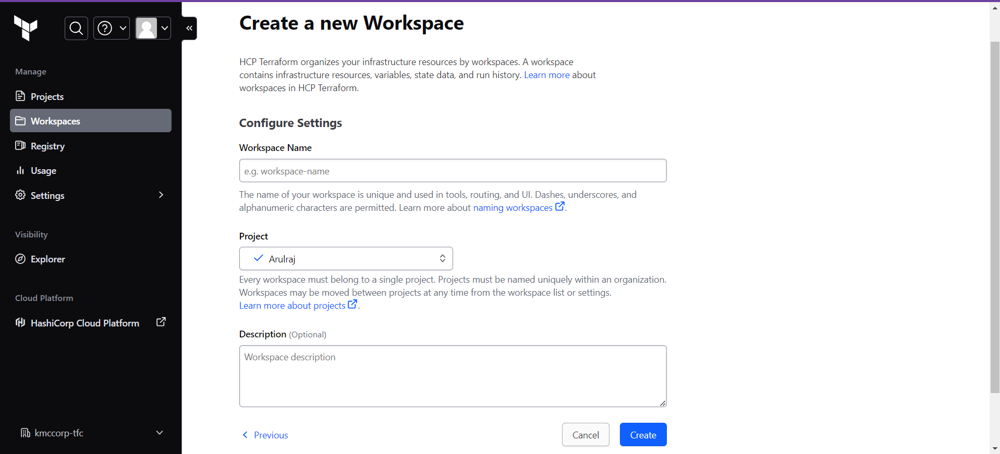 Manage
Projects
Workspaces
Registry
Usage
Settings
Visibility
Explorer
Cloud Platform
HashiCorp Cloud Platform
kmccorp-tfc
Create a new Workspace
HCP Terraform organizes your infrastructure resources by workspaces. A workspace
contains infrastructure resources, variables, state data, and run history. Learn more about
workspaces in HCP Terraform.
Configure Settings
Workspace Name
e.g. workspace-name
The name of your workspace is unique and used in tools, routing, and UI. Dashes, underscores, and
alphanumeric characters are permitted. Learn more about naming workspaces.
Project
Arulraj
Every workspace must belong to a single project. Projects must be named uniquely within an organization.
Workspaces may be moved between projects at any time from the workspace list or settings.
Learn more about projects.
Description (Optional)
Workspace description
Previous
Cancel
Create